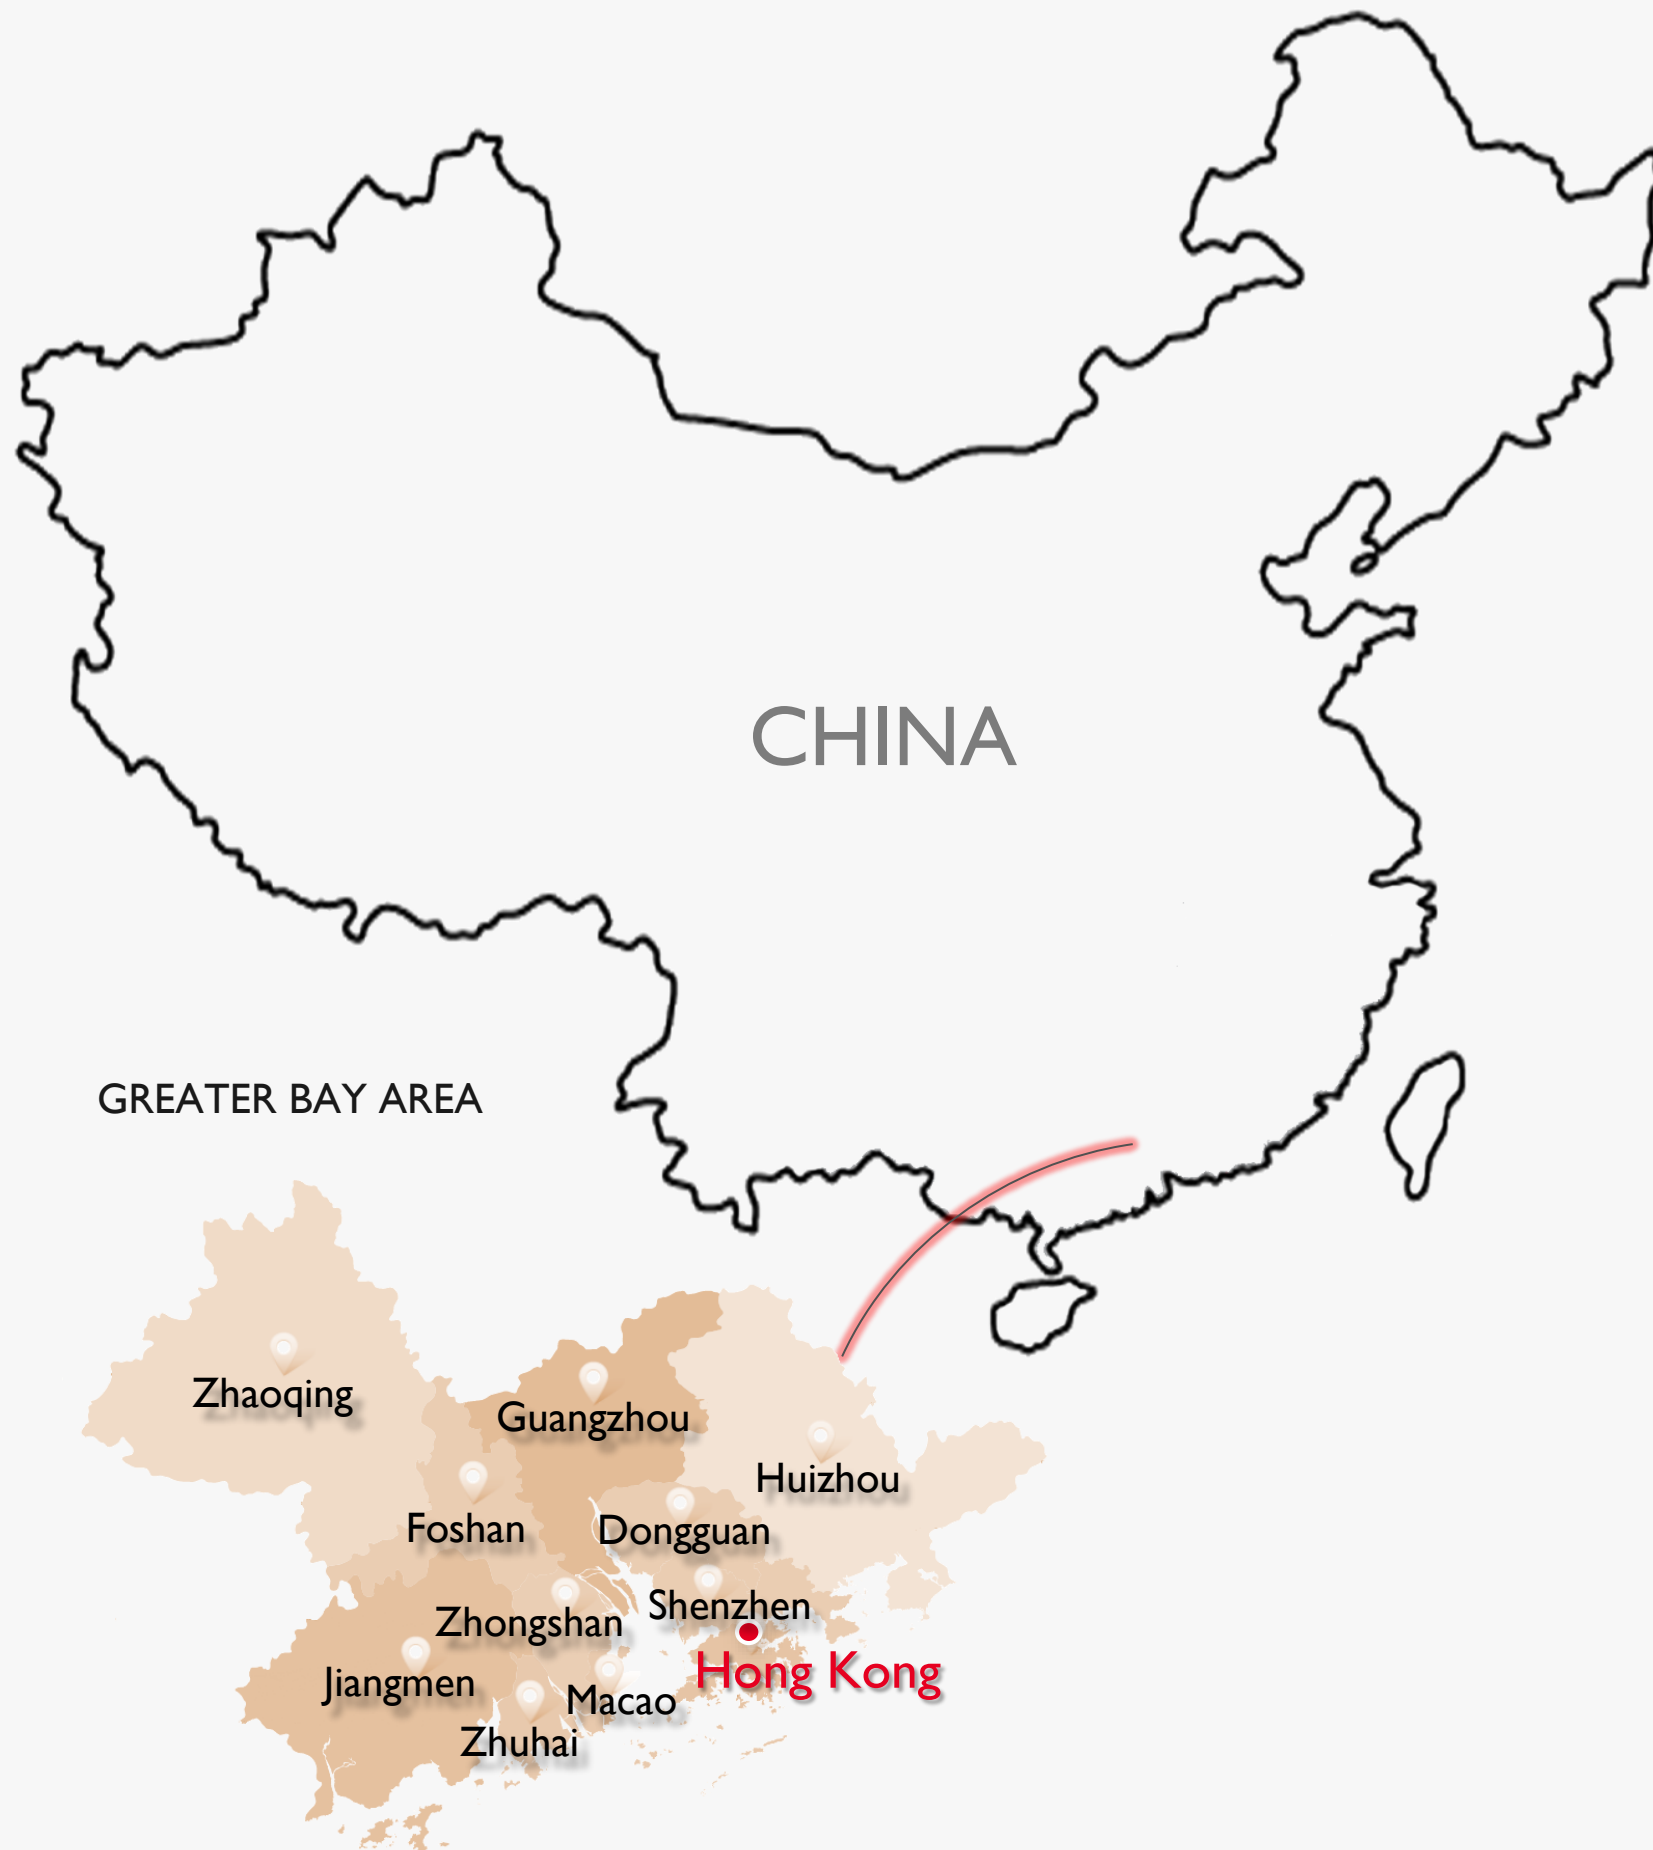 CHINA
GREATER BAY AREA
Zhaoqing
Guangzhou
Huizhou
Foshan
Dongguan
Shenzhen
Zhongshan
Hong Kong
Jiangmen
Macao
Zhuhai